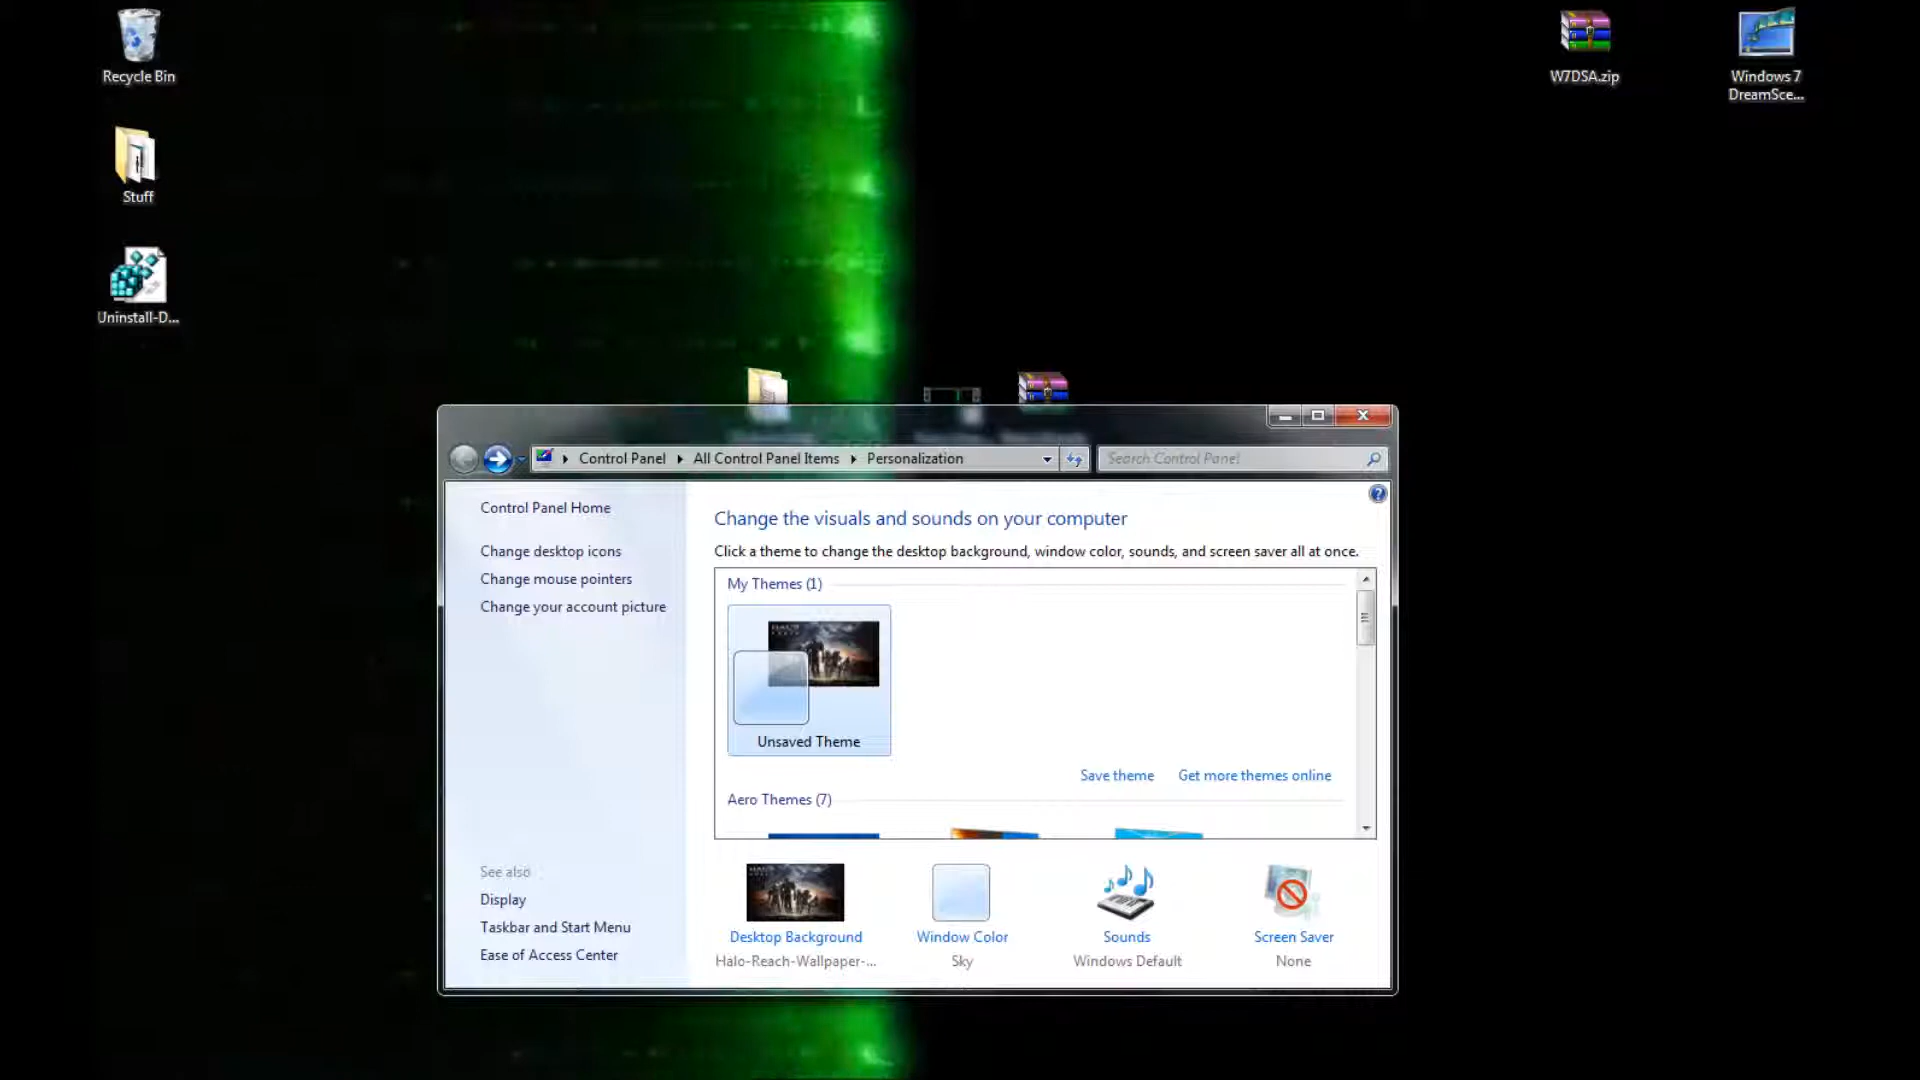 Recycle Bin
Stuff
Uninstall-D...
W7DSA.zip
Windows 7
DreamSce...
Control Panel
All Control Panel Items
Personalization
Search Control Panel
Control Panel Home
Change desktop icons
Change mouse pointers
Change your account picture
See also
Display
Taskbar and Start Menu
Ease of Access Center
Change the visuals and sounds on your computer
Click a theme to change the desktop background, window color, sounds, and screen saver all at once.
My Themes (1)
Unsaved Theme
Save theme
Get more themes online
Aero Themes (7)
Desktop Background
Halo-Reach-Wallpaper-...
Window Color
Sky
Sounds
Windows Default
Screen Saver
None